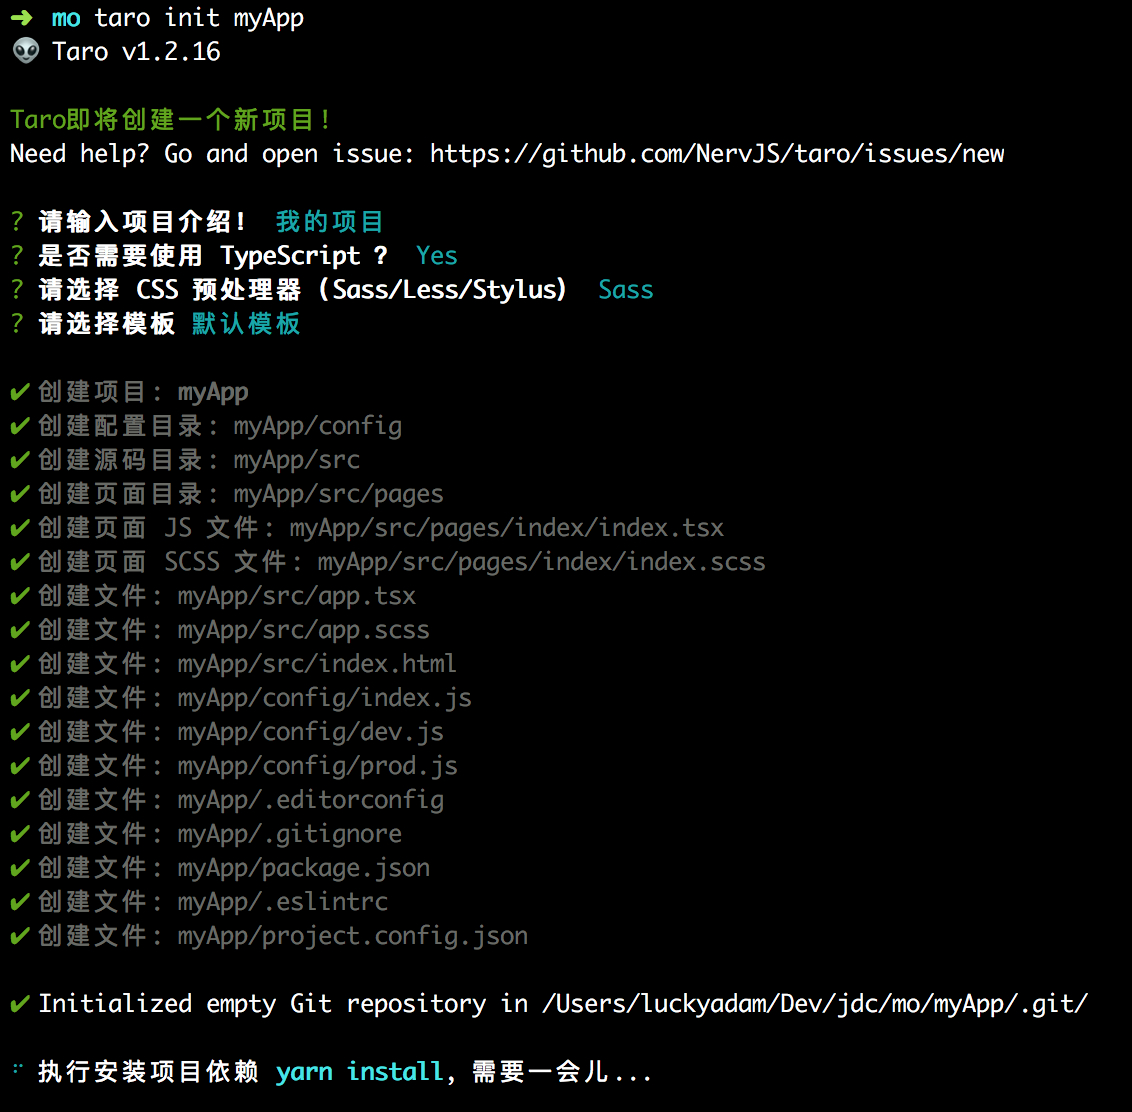 ➜ mo taro init myApp
👽 Taro v1.2.16
Taro即将创建一个新项目!
Need help? Go and open issue: https://github.com/NervJS/taro/issues/new
? 请输入项目介绍! 我的项目
? 是否需要使用 TypeScript ? Yes
? 请选择 CSS 预处理器(Sass/Less/Stylus) Sass
? 请选择模板 默认模板
✔ 创建项目: myApp
✔ 创建配置目录: myApp/config
✔ 创建源码目录: myApp/src
✔ 创建页面目录: myApp/src/pages
✔ 创建页面 JS 文件: myApp/src/pages/index/index.tsx
✔ 创建页面 SCSS 文件: myApp/src/pages/index/index.scss
✔ 创建文件: myApp/src/app.tsx
✔ 创建文件: myApp/src/app.scss
✔ 创建文件: myApp/src/index.html
✔ 创建文件: myApp/config/index.js
✔ 创建文件: myApp/config/dev.js
✔ 创建文件: myApp/config/prod.js
✔ 创建文件: myApp/.editorconfig
✔ 创建文件: myApp/.gitignore
✔ 创建文件: myApp/package.json
✔ 创建文件: myApp/.eslintrc
✔ 创建文件: myApp/project.config.json
✔ Initialized empty Git repository in /Users/luckyadam/Dev/jdc/mo/myApp/.git/
执行安装项目依赖 yarn install, 需要一会儿...